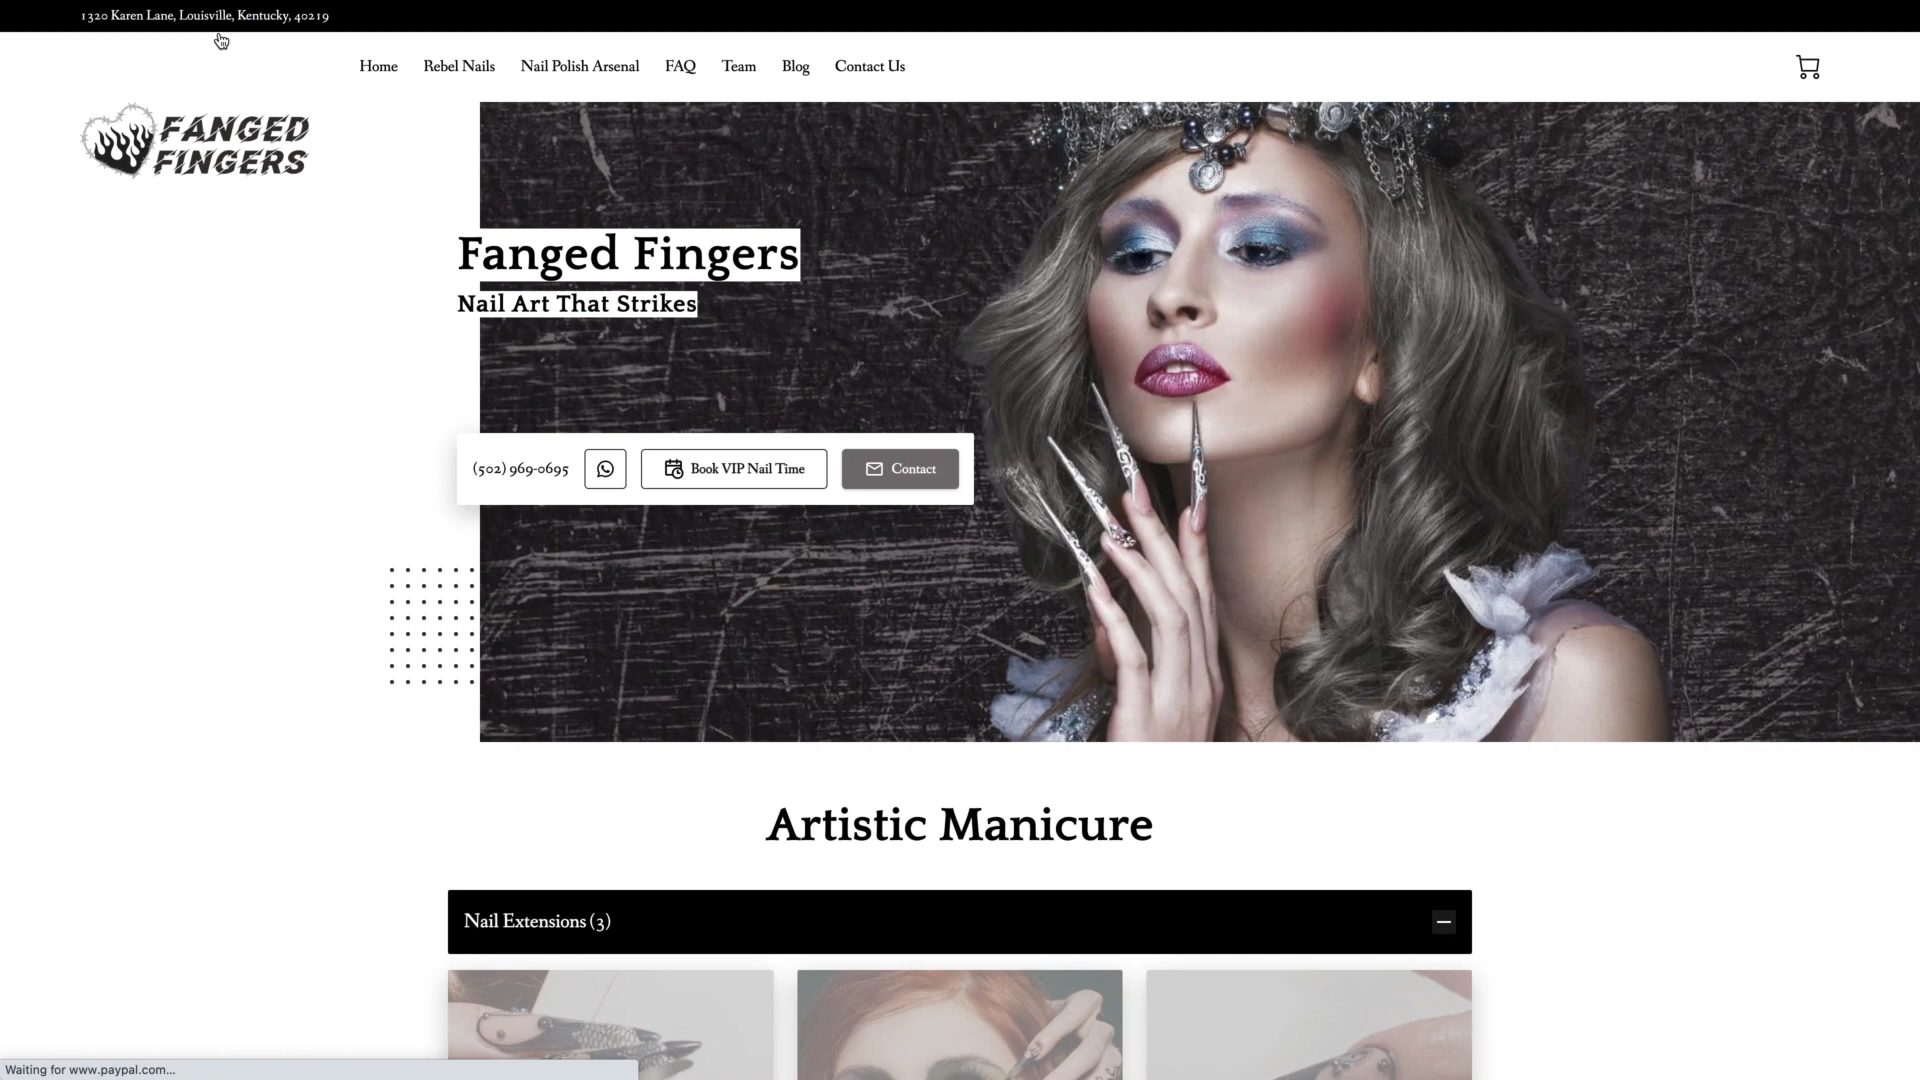 1320 Karen Lane, Louisville, Kentucky, 40219
Home Rebel Nails Nail Polish Arsenal FAQ Team Blog Contact Us
FANGED
FINGERS
Fanged Fingers
Nail Art That Strikes
(502) 969-0695 Book VIP Nail Time Contact
Artistic Manicure
Nail Extensions (3)
Waiting for www.paypal.com...